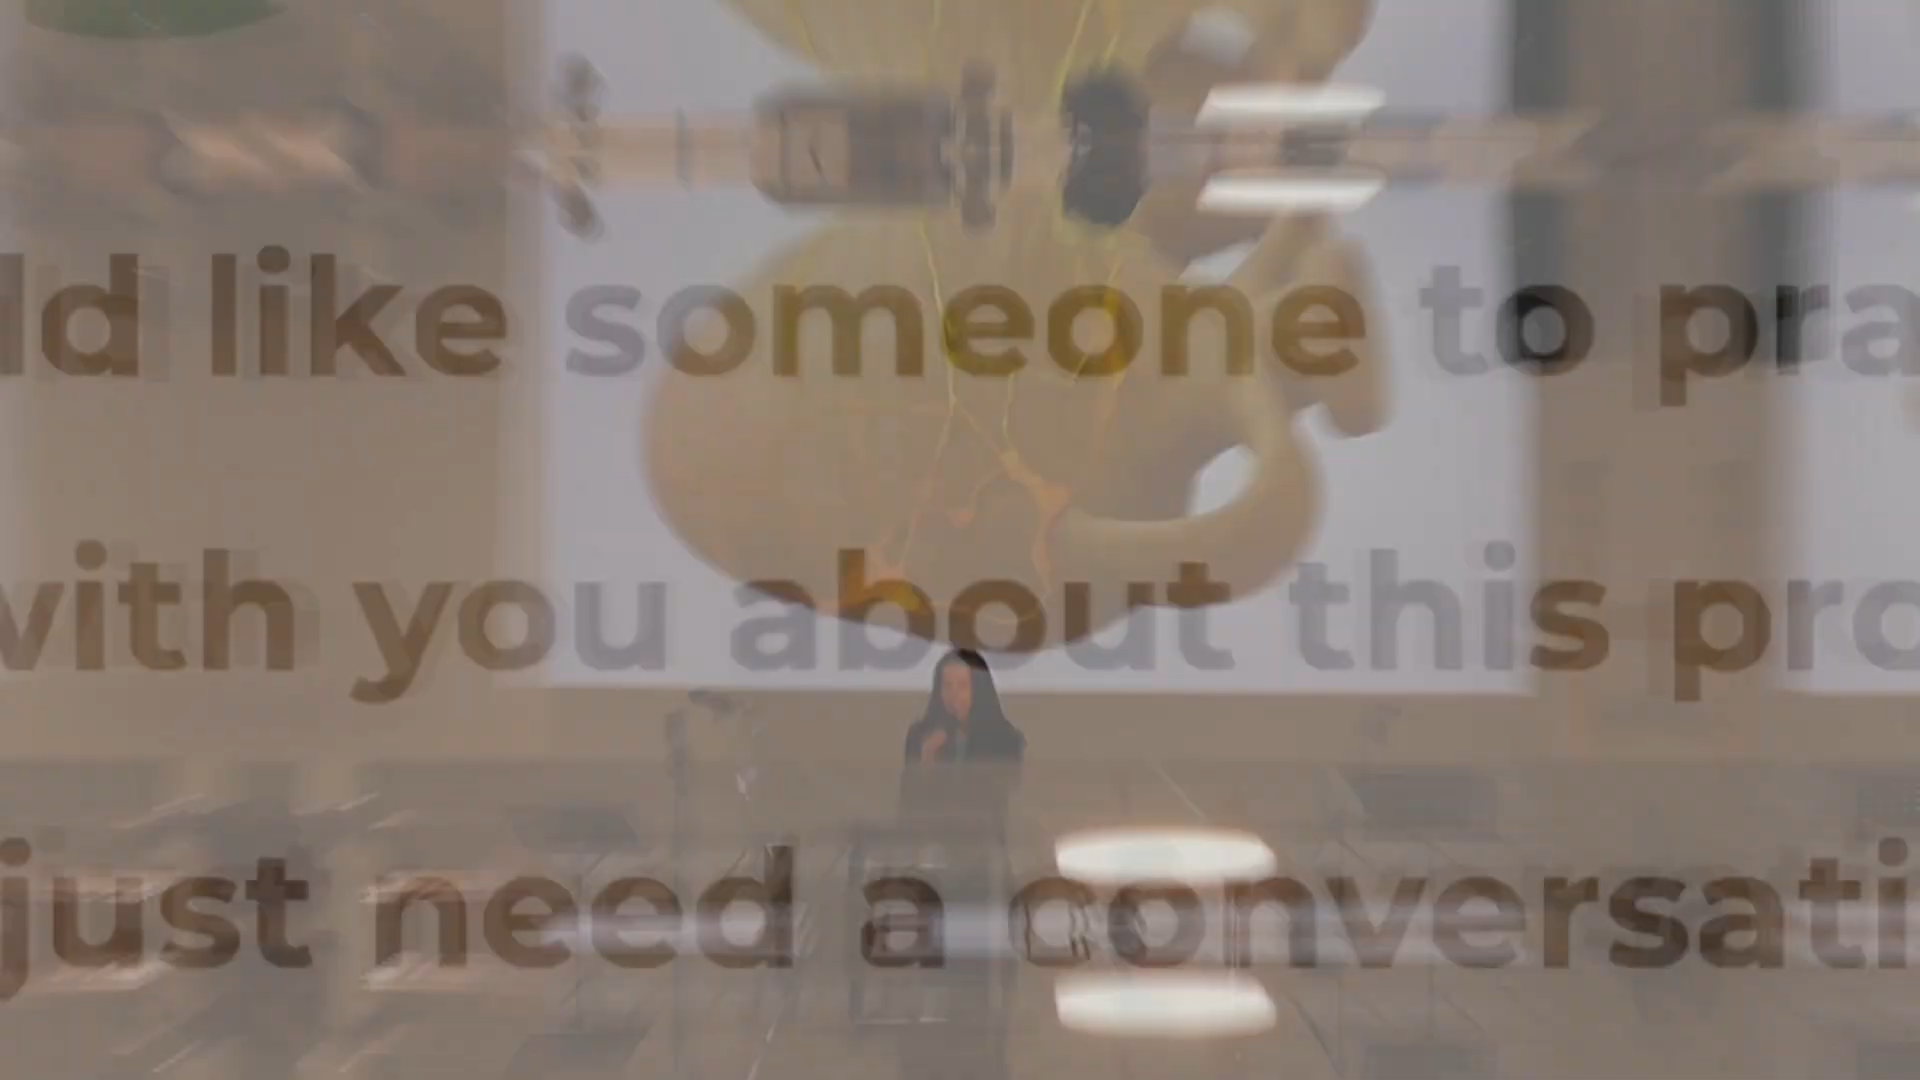 ld like someone to pra
with you about this pro
just need a conversati